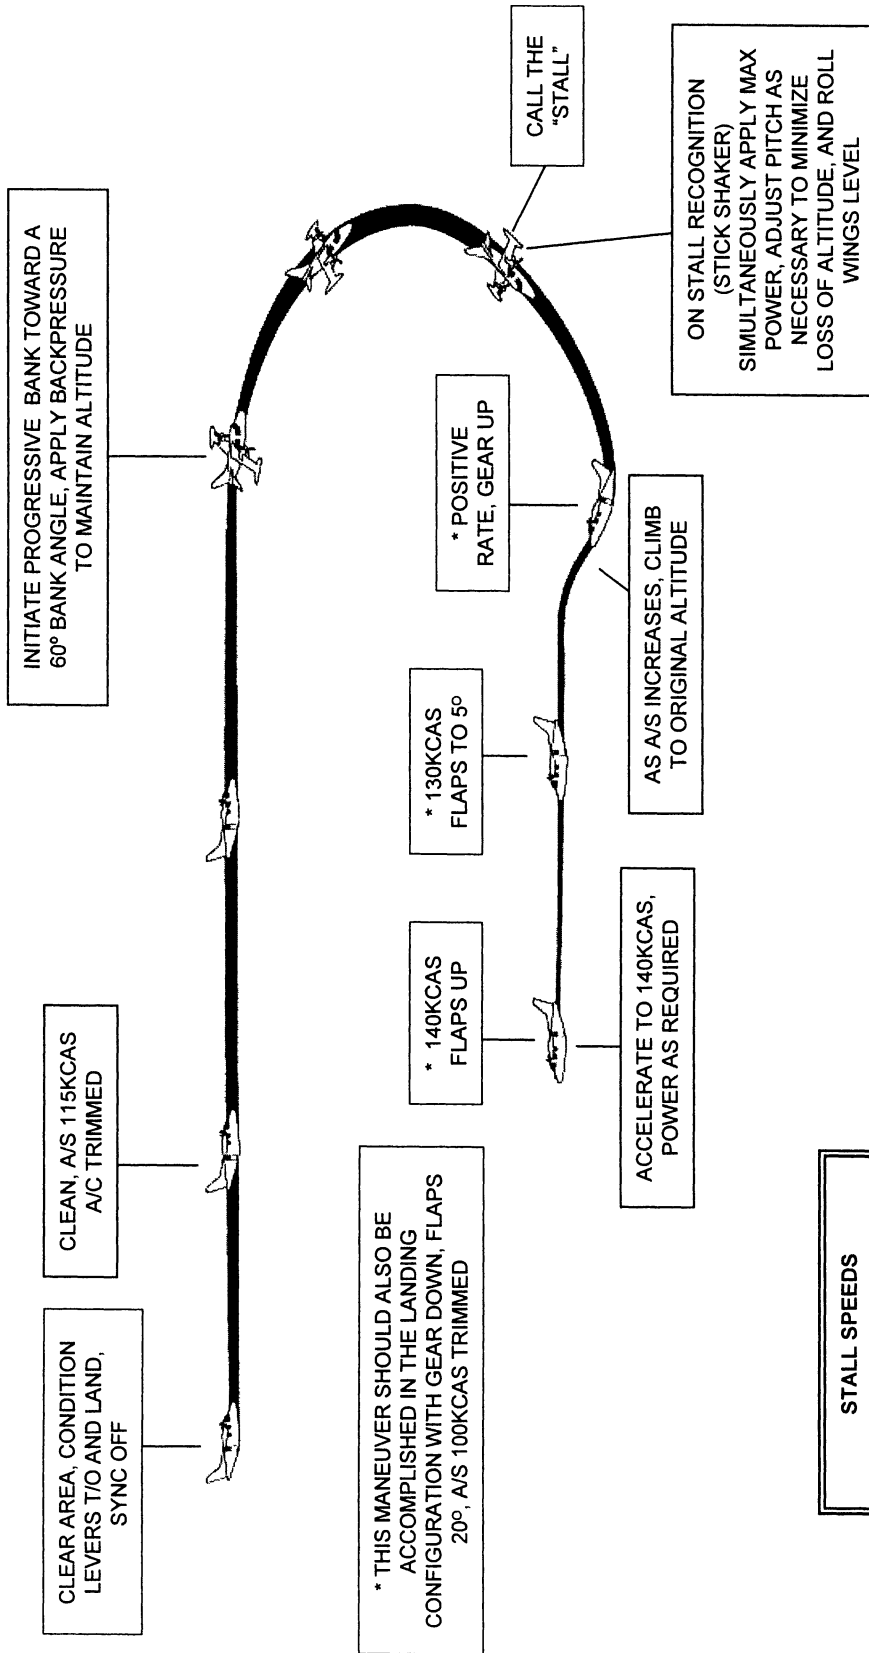 CLEAR AREA, CONDITION
LEVERS T/O AND LAND,
SYNC OFF
CLEAN, A/S 115KCAS
A/C TRIMMED
INITIATE PROGRESSIVE BANK TOWARD A
60º BANK ANGLE, APPLY BACKPRESSURE
TO MAINTAIN ALTITUDE
CALL THE
"STALL"
ON STALL RECOGNITION
(STICK SHAKER)
SIMULTANEOUSLY APPLY MAX
POWER, ADJUST PITCH AS
NECESSARY TO MINIMIZE
LOSS OF ALTITUDE, AND ROLL
WINGS LEVEL
* POSITIVE
RATE, GEAR UP
AS A/S INCREASES, CLIMB
TO ORIGINAL ALTITUDE
* 130KCAS
FLAPS TO 5º
* 140KCAS
FLAPS UP
ACCELERATE TO 140KCAS,
POWER AS REQUIRED
* THIS MANEUVER SHOULD ALSO BE
ACCOMPLISHED IN THE LANDING
CONFIGURATION WITH GEAR DOWN, FLAPS
20º, A/S 100KCAS TRIMMED
STALL SPEEDS